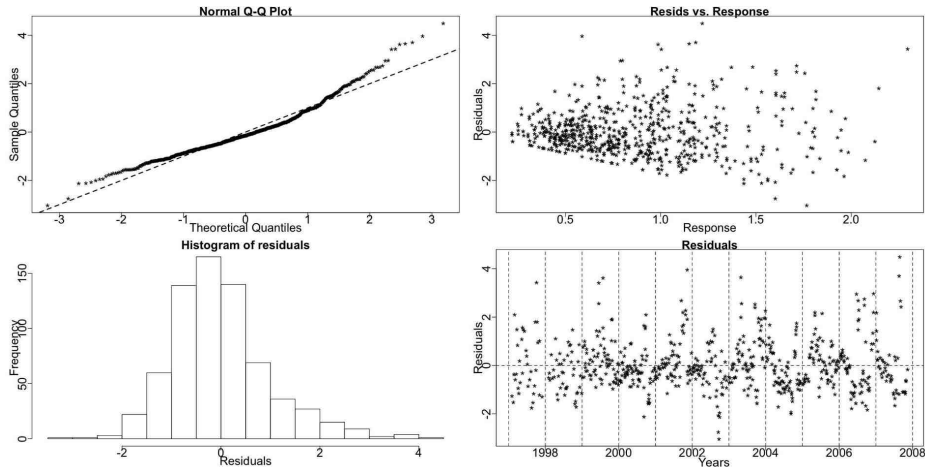 Normal Q-Q Plot
Sample Quantiles
4
2
0
-2
-3 -2 -1 0 1 2 3
Theoretical Quantiles
Resids vs. Response
Residuals
4
2
0
-2
0.5 1.0 1.5 2.0
Response
Histogram of residuals
Frequency
150
100
50
0
-2 0 2 4
Residuals
Residuals
Residuals
4
2
0
-2
1998 2000 2002 2004 2006 2008
Years